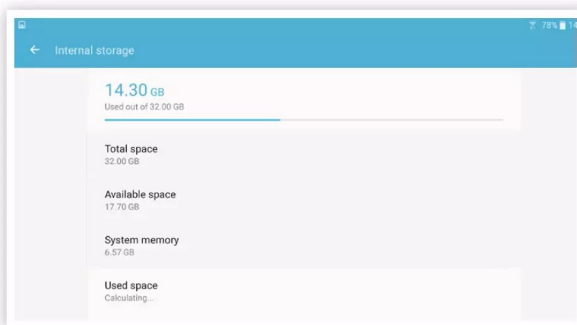 78% 14
Internal storage
14.30 GB
Used out of 32.00 GB
Total space
32.00 GB
Available space
17.70 GB
System memory
6.57 GB
Used space
Calculating...